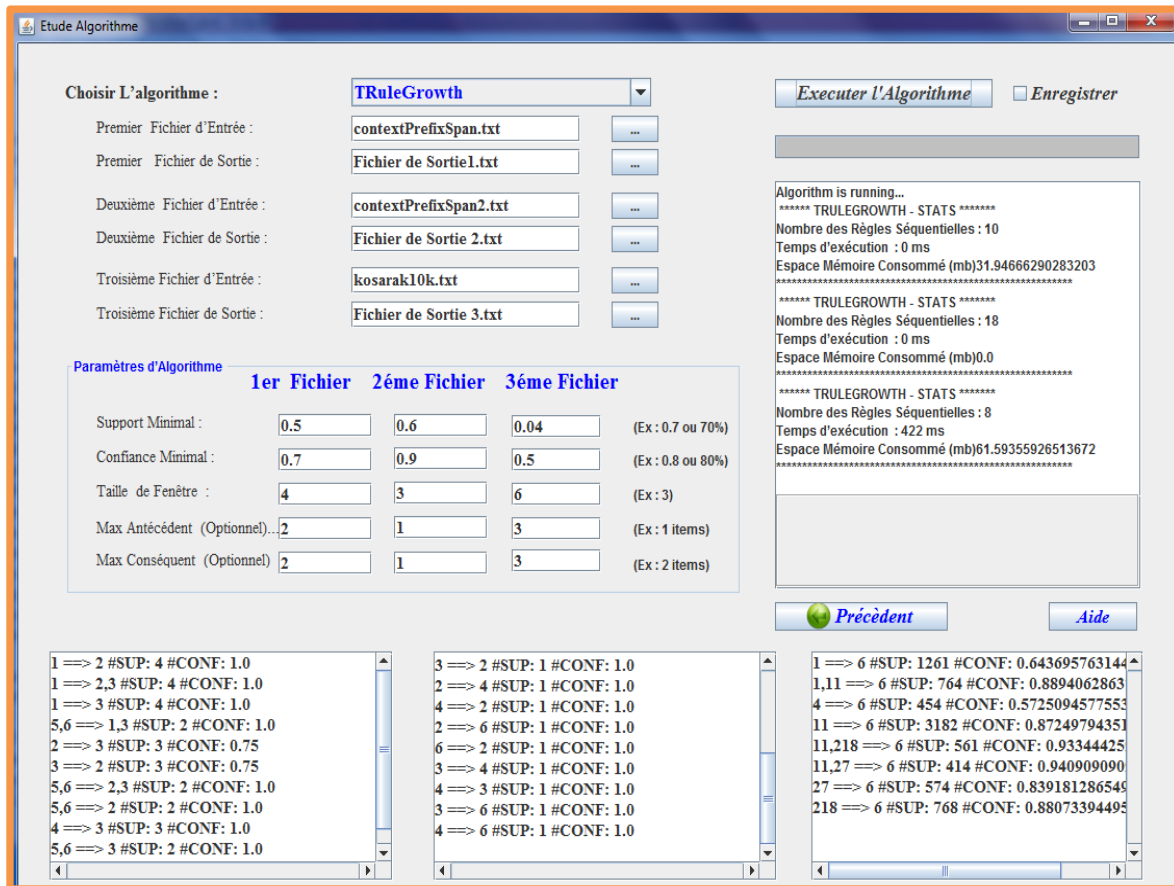 Etude Algorithme
Choisir L'algorithme :
TRuleGrowth
Premier Fichier d'Entrée :
contextPrefixSpan.txt
...
Premier Fichier de Sortie :
Fichier de Sortie1.txt
...
Deuxième Fichier d'Entrée :
contextPrefixSpan2.txt
...
Deuxième Fichier de Sortie :
Fichier de Sortie 2.txt
...
Troisième Fichier d'Entrée :
kosarak10k.txt
...
Troisième Fichier de Sortie :
Fichier de Sortie 3.txt
...
Paramètres d'Algorithme
1er Fichier 2éme Fichier 3éme Fichier
Support Minimal : 0.5 0.6 0.04 (Ex : 0.7 ou 70%)
Confiance Minimal : 0.7 0.9 0.5 (Ex : 0.8 ou 80%)
Taille de Fenêtre : 4 3 6 (Ex : 3)
Max Antécédent (Optionnel)... 2 1 3 (Ex : 1 items)
Max Conséquent (Optionnel) 2 1 3 (Ex : 2 items)
Executer l'Algorithme
Enregistrer
Algorithm is running...
****** TRULEGROWTH - STATS *******
Nombre des Règles Séquentielles : 10
Temps d'exécution : 0 ms
Espace Mémoire Consommé (mb)31.94666290283203
******************************************************
****** TRULEGROWTH - STATS *******
Nombre des Règles Séquentielles : 18
Temps d'exécution : 0 ms
Espace Mémoire Consommé (mb)0.0
******************************************************
****** TRULEGROWTH - STATS *******
Nombre des Règles Séquentielles : 8
Temps d'exécution : 422 ms
Espace Mémoire Consommé (mb)61.59355926513672
******************************************************
Précèdent
Aide
1 ==> 2 #SUP: 4 #CONF: 1.0
1 ==> 2,3 #SUP: 4 #CONF: 1.0
1 ==> 3 #SUP: 4 #CONF: 1.0
5,6 ==> 1,3 #SUP: 2 #CONF: 1.0
2 ==> 3 #SUP: 3 #CONF: 0.75
3 ==> 2 #SUP: 3 #CONF: 0.75
5,6 ==> 2,3 #SUP: 2 #CONF: 1.0
5,6 ==> 2 #SUP: 2 #CONF: 1.0
4 ==> 3 #SUP: 3 #CONF: 1.0
5,6 ==> 3 #SUP: 2 #CONF: 1.0
3 ==> 2 #SUP: 1 #CONF: 1.0
2 ==> 4 #SUP: 1 #CONF: 1.0
4 ==> 2 #SUP: 1 #CONF: 1.0
2 ==> 6 #SUP: 1 #CONF: 1.0
6 ==> 2 #SUP: 1 #CONF: 1.0
3 ==> 4 #SUP: 1 #CONF: 1.0
4 ==> 3 #SUP: 1 #CONF: 1.0
3 ==> 6 #SUP: 1 #CONF: 1.0
4 ==> 6 #SUP: 1 #CONF: 1.0
1 ==> 6 #SUP: 1261 #CONF: 0.643695763144
1,11 ==> 6 #SUP: 764 #CONF: 0.8894062863
4 ==> 6 #SUP: 454 #CONF: 0.5725094577553
11 ==> 6 #SUP: 3182 #CONF: 0.87249794351
11,218 ==> 6 #SUP: 561 #CONF: 0.93344425
11,27 ==> 6 #SUP: 414 #CONF: 0.940909090
27 ==> 6 #SUP: 574 #CONF: 0.839181286549
218 ==> 6 #SUP: 768 #CONF: 0.88073394495